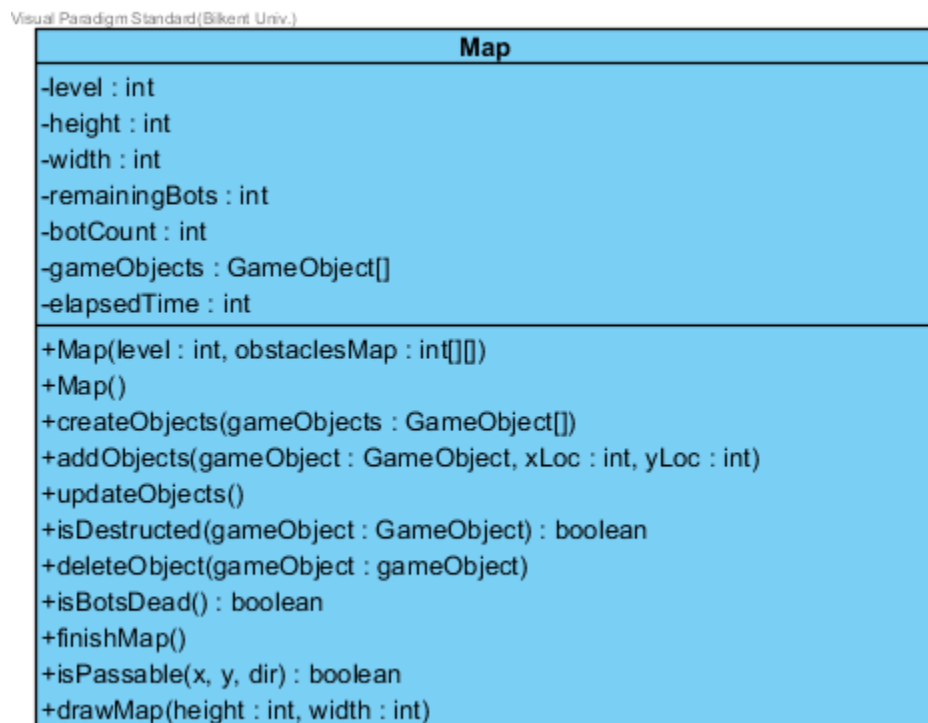 Visual Paradigm Standard(Bilkent Univ.)
Map
-level : int
-height : int
-width : int
-remainingBots : int
-botCount : int
-gameObjects : GameObject[]
-elapsedTime : int
+Map(level : int, obstaclesMap : int[][])
+Map()
+createObjects(gameObjects : GameObject[])
+addObjects(gameObject : GameObject, xLoc : int, yLoc : int)
+updateObjects()
+isDestructed(gameObject : GameObject) : boolean
+deleteObject(gameObject : gameObject)
+isBotsDead() : boolean
+finishMap()
+isPassable(x, y, dir) : boolean
+drawMap(height : int, width : int)